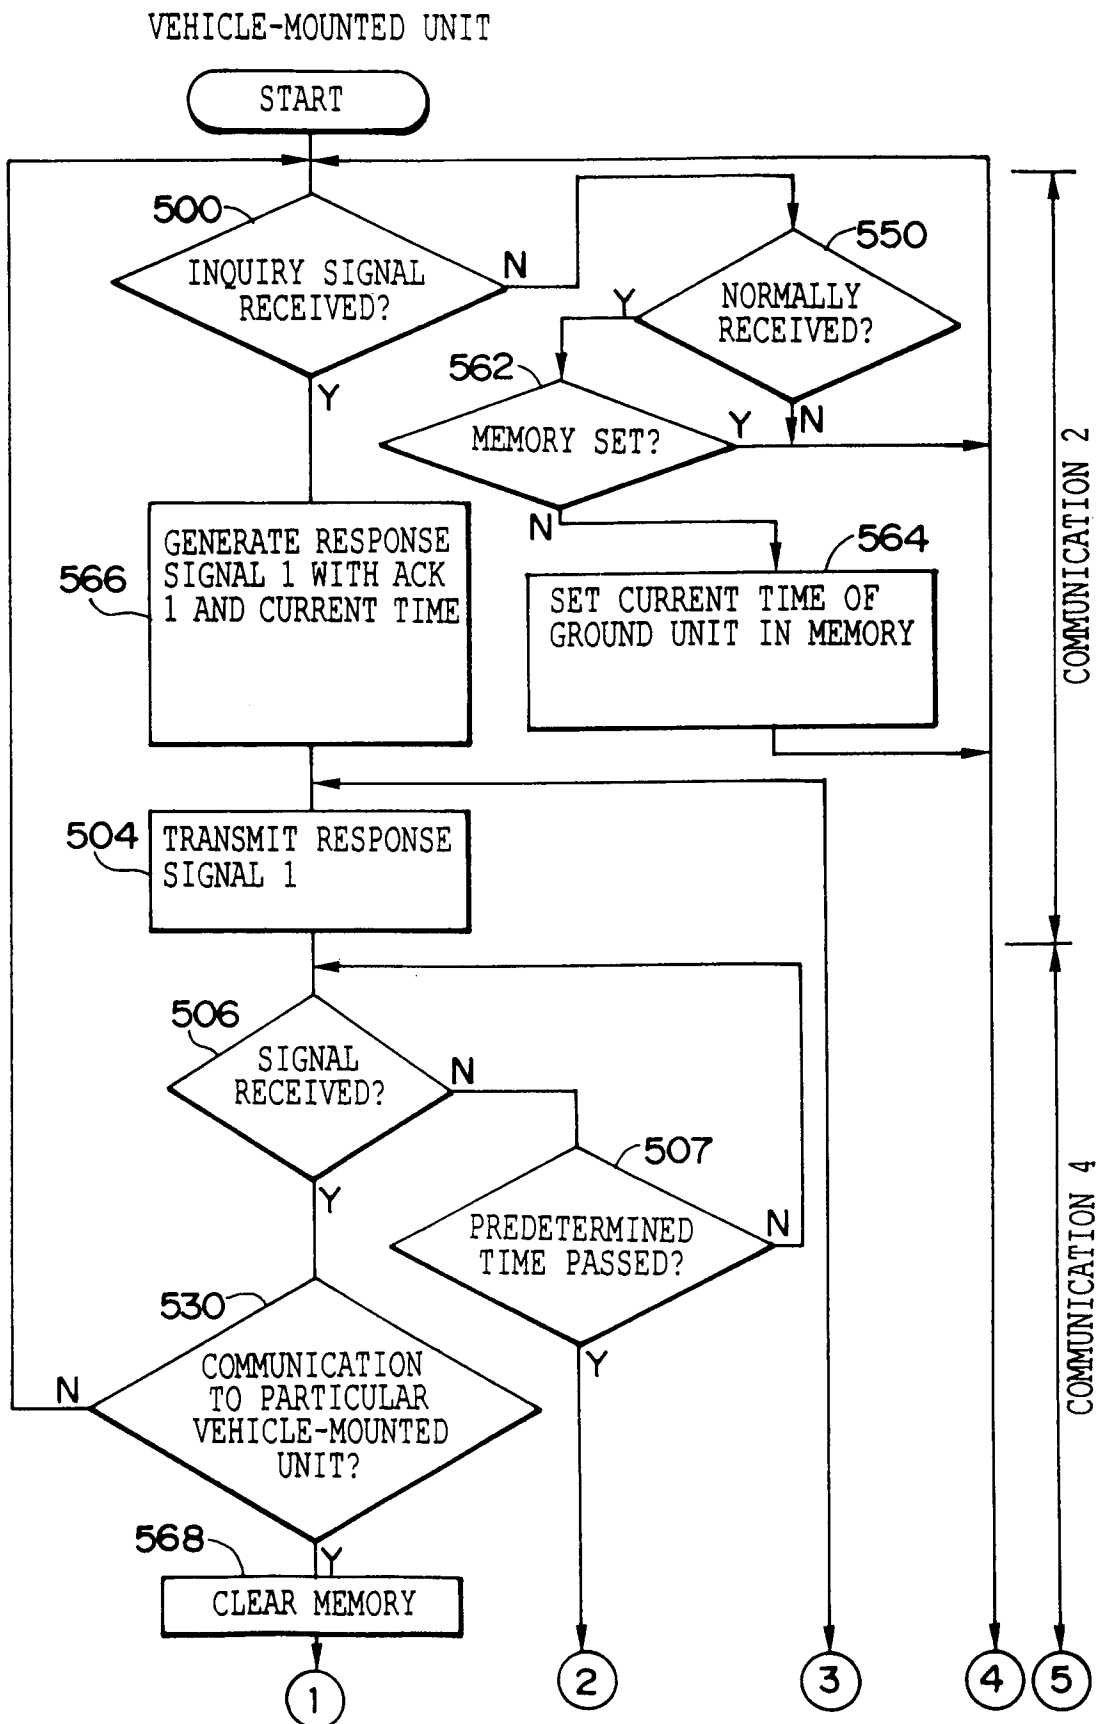 VEHICLE-MOUNTED UNIT
START
500
INQUIRY SIGNAL
RECEIVED?
N
Y
550
NORMALLY
RECEIVED?
Y
N
562
MEMORY SET?
Y
N
564
SET CURRENT TIME OF
GROUND UNIT IN MEMORY
566
GENERATE RESPONSE
SIGNAL 1 WITH ACK
1 AND CURRENT TIME
504
TRANSMIT RESPONSE
SIGNAL 1
COMMUNICATION 2
506
SIGNAL
RECEIVED?
N
Y
507
PREDETERMINED
TIME PASSED?
N
Y
530
COMMUNICATION
TO PARTICULAR
VEHICLE-MOUNTED
UNIT?
N
Y
568
CLEAR MEMORY
COMMUNICATION 4
1
2
3
4
5